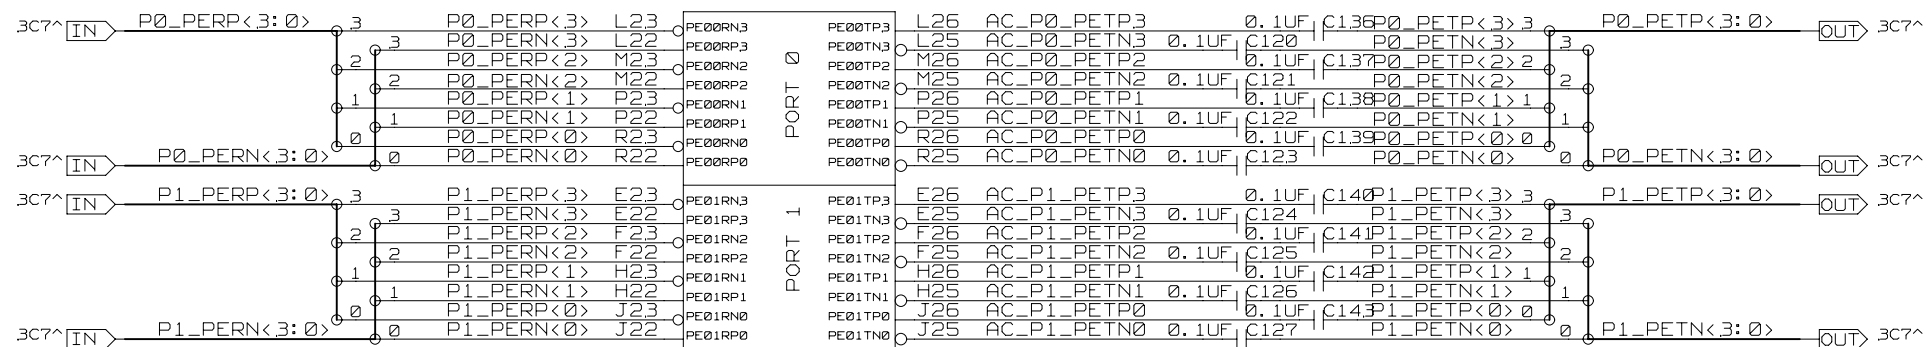 3C7^ IN P0_PERP<3:0> 3 P0_PERP<3> L23 PE00RN3 PE00TP3 L26 AC_P0_PETP3 0.1UF C136 P0_PETP<3> 3 P0_PETP<3:0> OUT 3C7^
3 P0_PERN<3> L22 PE00RP3 PE00TN3 L25 AC_P0_PETN3 0.1UF C120 P0_PETN<3> 3
2 P0_PERP<2> M23 PE00RN2 PE00TP2 M26 AC_P0_PETP2 0.1UF C137 P0_PETP<2> 2
2 P0_PERN<2> M22 PE00RP2 PE00TN2 M25 AC_P0_PETN2 0.1UF C121 P0_PETN<2> 2
1 P0_PERP<1> P23 PE00RN1 PE00TP1 P26 AC_P0_PETP1 0.1UF C138 P0_PETP<1> 1
1 P0_PERN<1> P22 PE00RP1 PE00TN1 P25 AC_P0_PETN1 0.1UF C122 P0_PETN<1> 1
0 P0_PERP<0> R23 PE00RN0 PE00TP0 R26 AC_P0_PETP0 0.1UF C139 P0_PETP<0> 0
3C7^ IN P0_PERN<3:0> 0 P0_PERN<0> R22 PE00RP0 PE00TN0 R25 AC_P0_PETN0 0.1UF C123 P0_PETN<0> 0 P0_PETN<3:0> OUT 3C7^
PORT 0
3C7^ IN P1_PERP<3:0> 3 P1_PERP<3> E23 PE01RN3 PE01TP3 E26 AC_P1_PETP3 0.1UF C140 P1_PETP<3> 3 P1_PETP<3:0> OUT 3C7^
3 P1_PERN<3> E22 PE01RP3 PE01TN3 E25 AC_P1_PETN3 0.1UF C124 P1_PETN<3> 3
2 P1_PERP<2> F23 PE01RN2 PE01TP2 F26 AC_P1_PETP2 0.1UF C141 P1_PETP<2> 2
2 P1_PERN<2> F22 PE01RP2 PE01TN2 F25 AC_P1_PETN2 0.1UF C125 P1_PETN<2> 2
1 P1_PERP<1> H23 PE01RN1 PE01TP1 H26 AC_P1_PETP1 0.1UF C142 P1_PETP<1> 1
1 P1_PERN<1> H22 PE01RP1 PE01TN1 H25 AC_P1_PETN1 0.1UF C126 P1_PETN<1> 1
0 P1_PERP<0> J23 PE01RN0 PE01TP0 J26 AC_P1_PETP0 0.1UF C143 P1_PETP<0> 0
3C7^ IN P1_PERN<3:0> 0 P1_PERN<0> J22 PE01RP0 PE01TN0 J25 AC_P1_PETN0 0.1UF C127 P1_PETN<0> 0 P1_PETN<3:0> OUT 3C7^
PORT 1